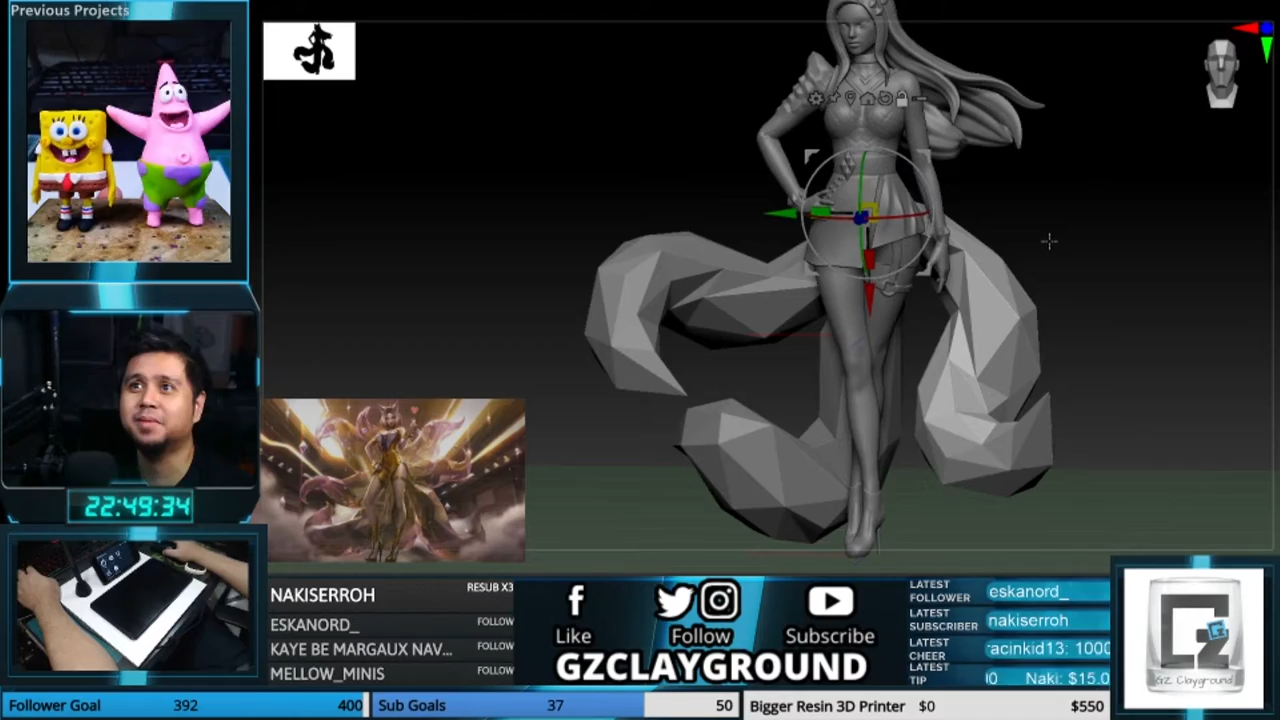 Previous Projects
22:49:34
NAKISERROH RESUB X3
ESKANORD_ FOLLOW
KAYE BE MARGAUX NAV... FOLLOW
MELLOW_MINIS FOLLOW
Like
Follow
Subscribe
GZCLAYGROUND
LATEST FOLLOWER eskanord_
LATEST SUBSCRIBER nakiserroh
LATEST CHEER racinkid13: 1000
LATEST TIP Naki: $15.0
GZ Clayground
Follower Goal 392 400
Sub Goals 37 50
Bigger Resin 3D Printer $0 $550